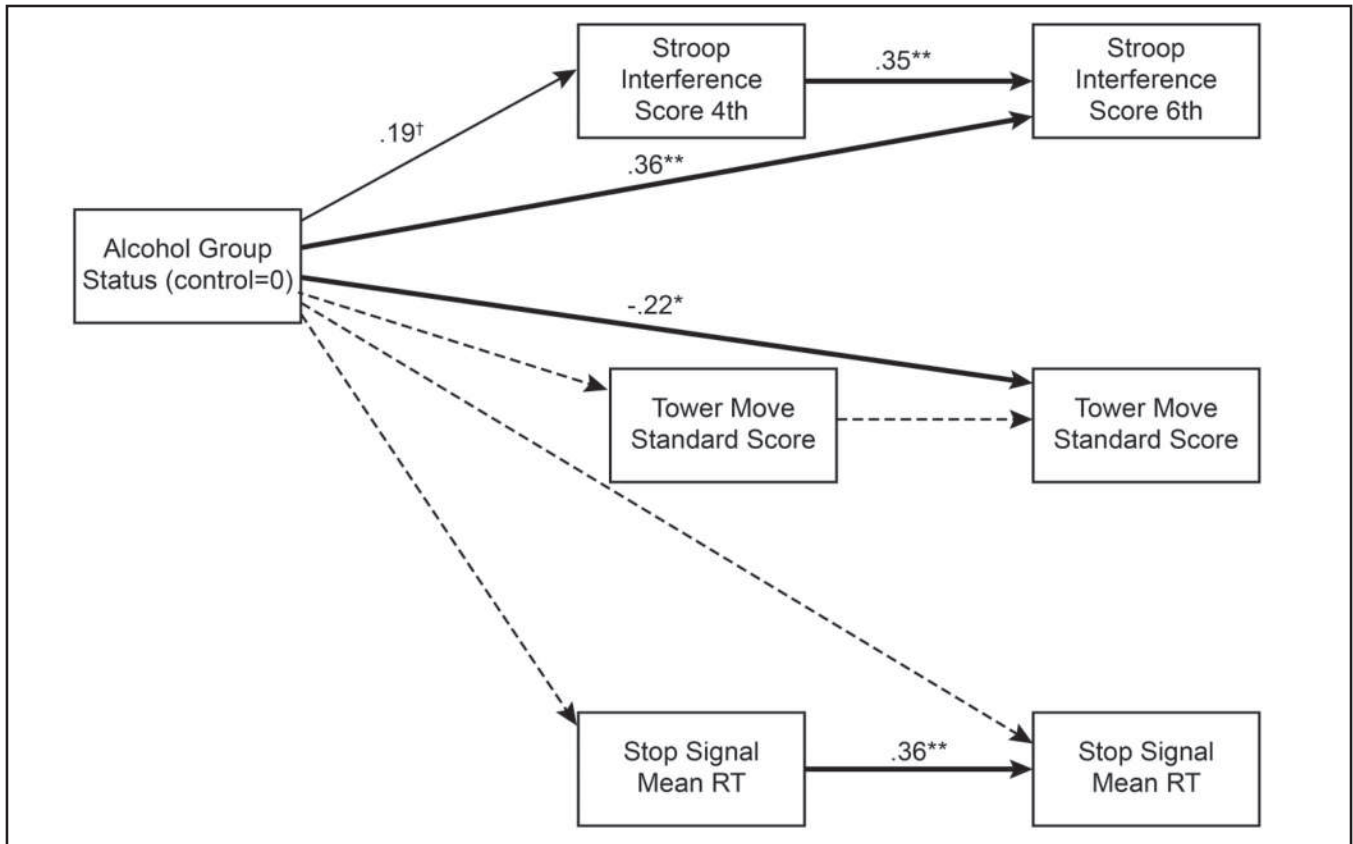 Stroop
Interference
Score 4th
.35**
Stroop
Interference
Score 6th
.19†
.36**
Alcohol Group
Status (control=0)
-.22*
Tower Move
Standard Score
Tower Move
Standard Score
Stop Signal
Mean RT
.36**
Stop Signal
Mean RT